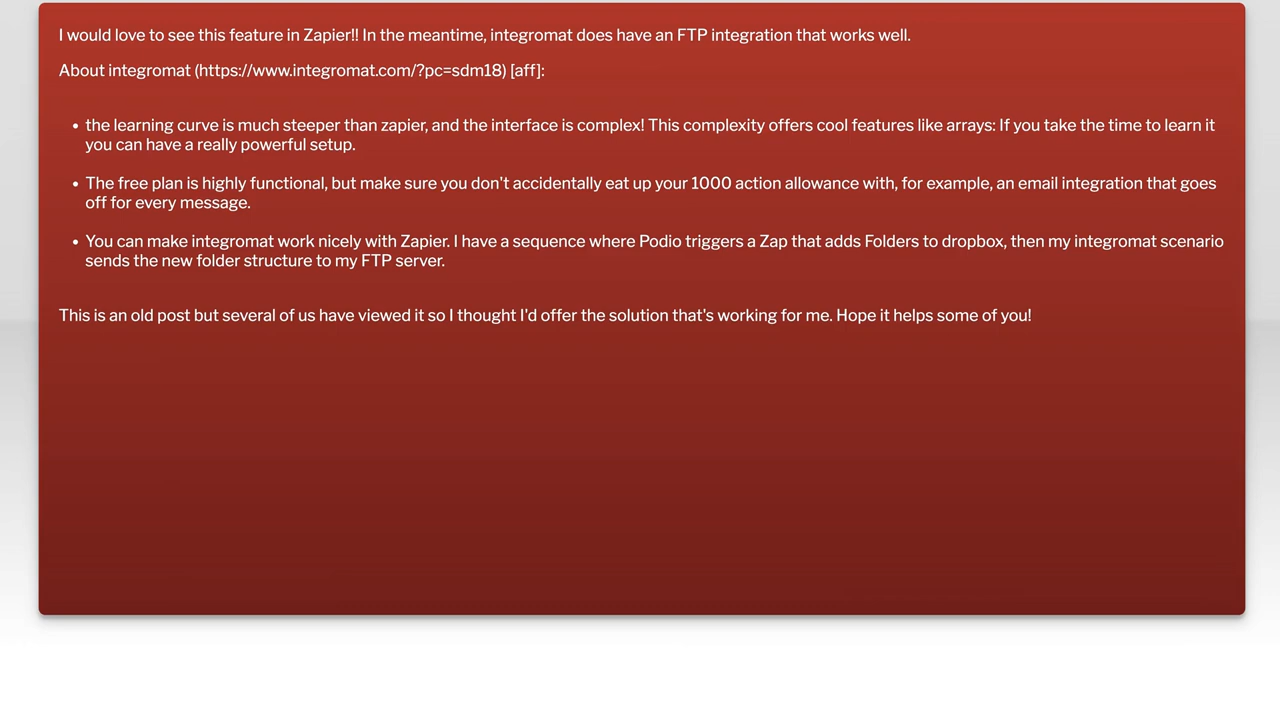 I would love to see this feature in Zapier!! In the meantime, integromat does have an FTP integration that works well.
About integromat (https://www.integromat.com/?pc=sdm18) [aff]:
• the learning curve is much steeper than zapier, and the interface is complex! This complexity offers cool features like arrays: If you take the time to learn it
you can have a really powerful setup.
• The free plan is highly functional, but make sure you don't accidentally eat up your 1000 action allowance with, for example, an email integration that goes
off for every message.
• You can make integromat work nicely with Zapier. I have a sequence where Podio triggers a Zap that adds Folders to dropbox, then my integromat scenario
sends the new folder structure to my FTP server.
This is an old post but several of us have viewed it so I thought I'd offer the solution that's working for me. Hope it helps some of you!